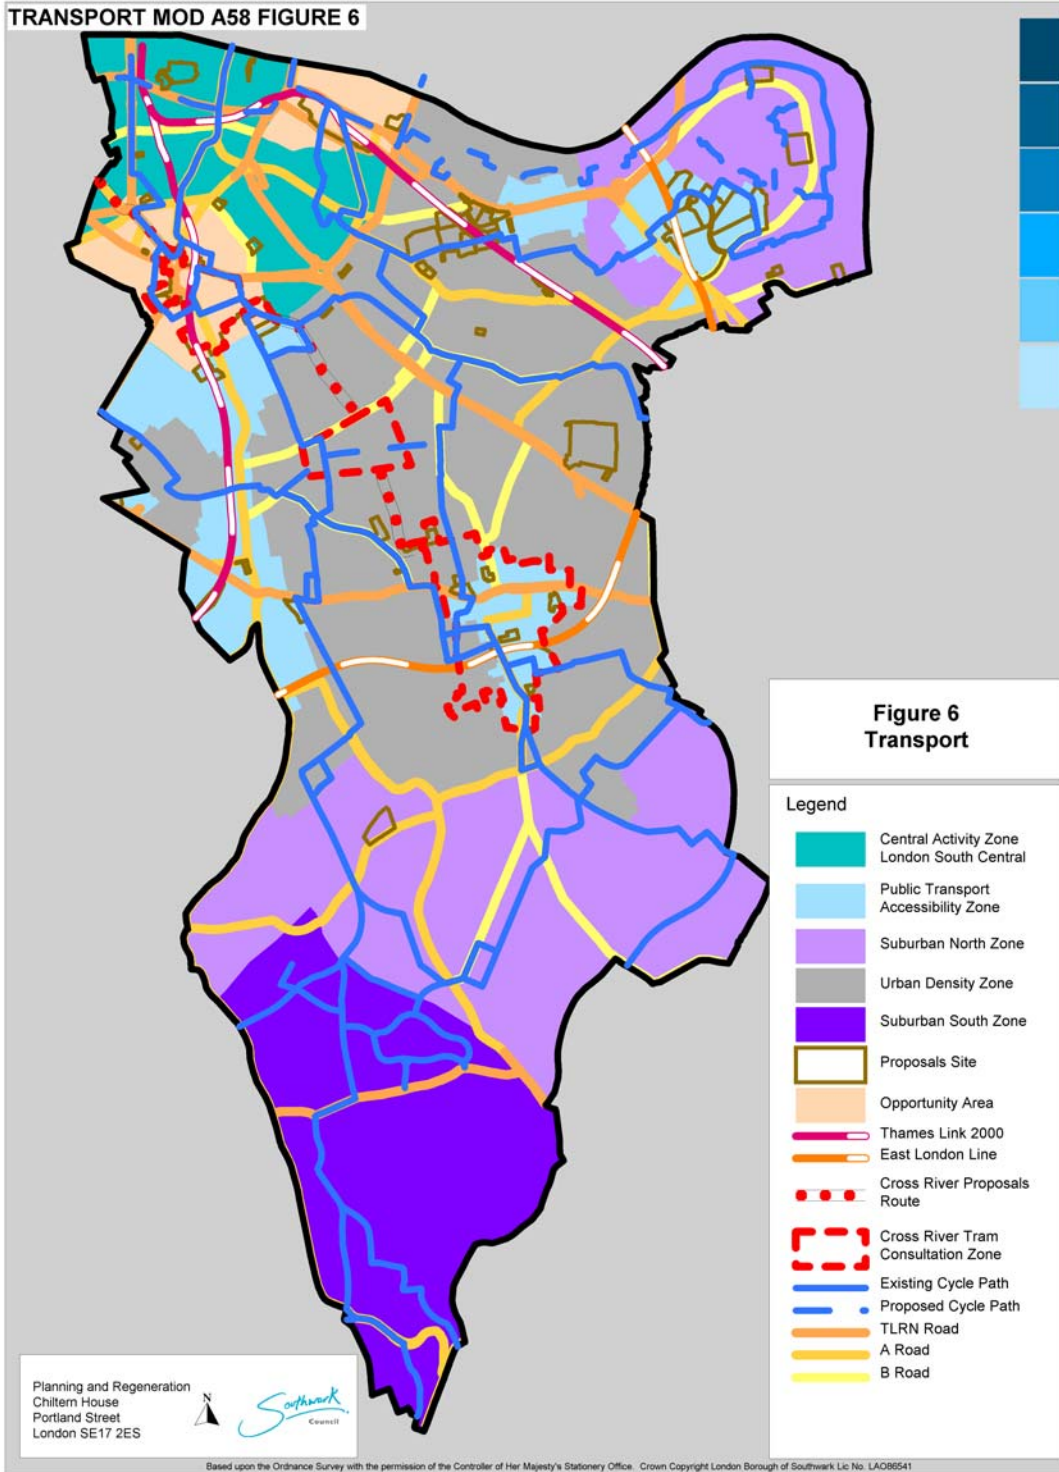 TRANSPORT MOD A58 FIGURE 6
Figure 6
Transport
Legend
Central Activity Zone
London South Central
Public Transport
Accessibility Zone
Suburban North Zone
Urban Density Zone
Suburban South Zone
Proposals Site
Opportunity Area
Thames Link 2000
East London Line
Cross River Proposals
Route
Cross River Tram
Consultation Zone
Existing Cycle Path
Proposed Cycle Path
TLRN Road
A Road
B Road
Planning and Regeneration
Chiltern House
Portland Street
London SE17 2ES
N
Southwark
Council
Based upon the Ordnance Survey with the permission of the Controller of Her Majesty's Stationery Office. Crown Copyright London Borough of Southwark Lic No. LAO86541